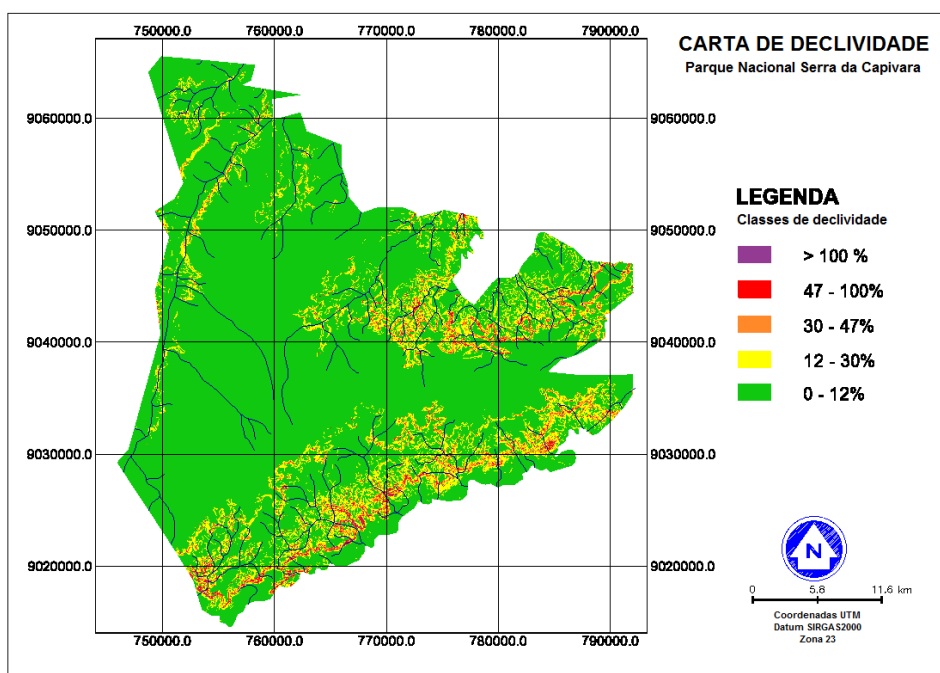 750000.0 760000.0 770000.0 780000.0 790000.0
CARTA DE DECLIVIDADE
Parque Nacional Serra da Capivara
9060000.0 9060000.0
9050000.0 9050000.0
9040000.0 9040000.0
9030000.0 9030000.0
9020000.0 9020000.0
750000.0 760000.0 770000.0 780000.0 790000.0
LEGENDA
Classes de declividade
> 100 %
47 - 100%
30 - 47%
12 - 30%
0 - 12%
N
0 5.8 11.6 km
Coordenadas UTM
Datum SIRGAS2000
Zona 23